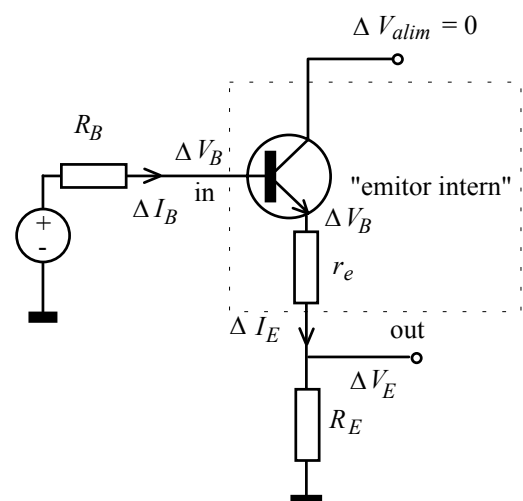 Δ V_alim = 0
R_B
Δ V_B
in
Δ I_B
"emitor intern"
+
-
Δ V_B
r_e
Δ I_E
out
Δ V_E
R_E